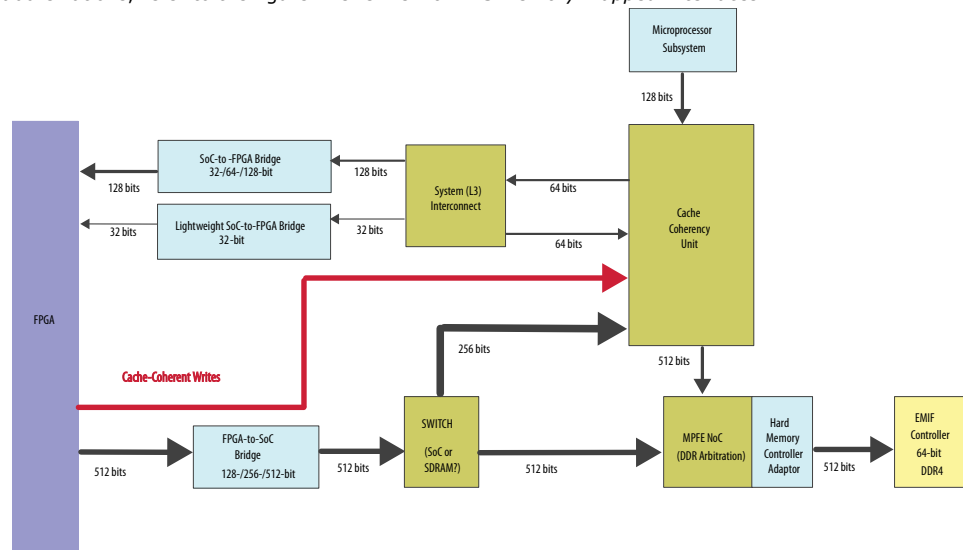 Microprocessor
Subsystem
128 bits
SoC-to -FPGA Bridge
32-/64-/128-bit
128 bits
128 bits
System (L3)
Interconnect
64 bits
Cache
Coherency
Unit
Lightweight SoC-to-FPGA Bridge
32-bit
32 bits
32 bits
64 bits
FPGA
256 bits
512 bits
Cache-Coherent Writes
FPGA-to-SoC
Bridge
128-/256-/512-bit
512 bits
512 bits
SWITCH
(SoC or
SDRAM?)
512 bits
MPFE NoC
(DDR Arbitration)
Hard
Memory
Controller
Adaptor
512 bits
EMIF
Controller
64-bit
DDR4